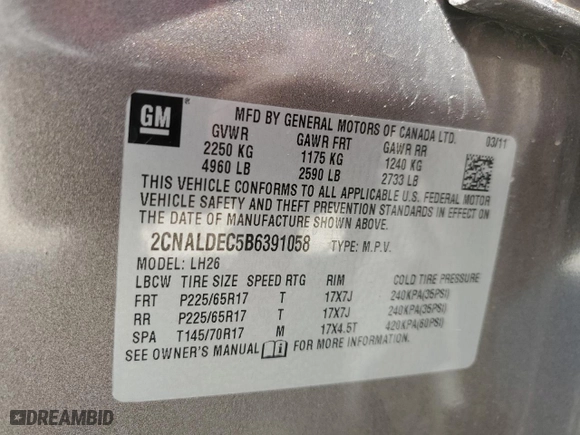 GM
MFD BY GENERAL MOTORS OF CANADA LTD. 03/11
GVWR GAWR FRT GAWR RR
2250 KG 1175 KG 1240 KG
4960 LB 2590 LB 2733 LB
THIS VEHICLE CONFORMS TO ALL APPLICABLE U.S. FEDERAL MOTOR
VEHICLE SAFETY AND THEFT PREVENTION STANDARDS IN EFFECT ON
THE DATE OF MANUFACTURE SHOWN ABOVE.
2CNALDEC5B6391058 TYPE: M.P.V.
MODEL: LH26
LBCW TIRE SIZE SPEED RTG RIM COLD TIRE PRESSURE
FRT P225/65R17 T 17X7J 240KPA(35PSI)
RR P225/65R17 T 17X7J 240KPA(35PSI)
SPA T145/70R17 M 17X4.5T 420KPA(60PSI)
SEE OWNER'S MANUAL FOR MORE INFORMATION.
DREAMBID